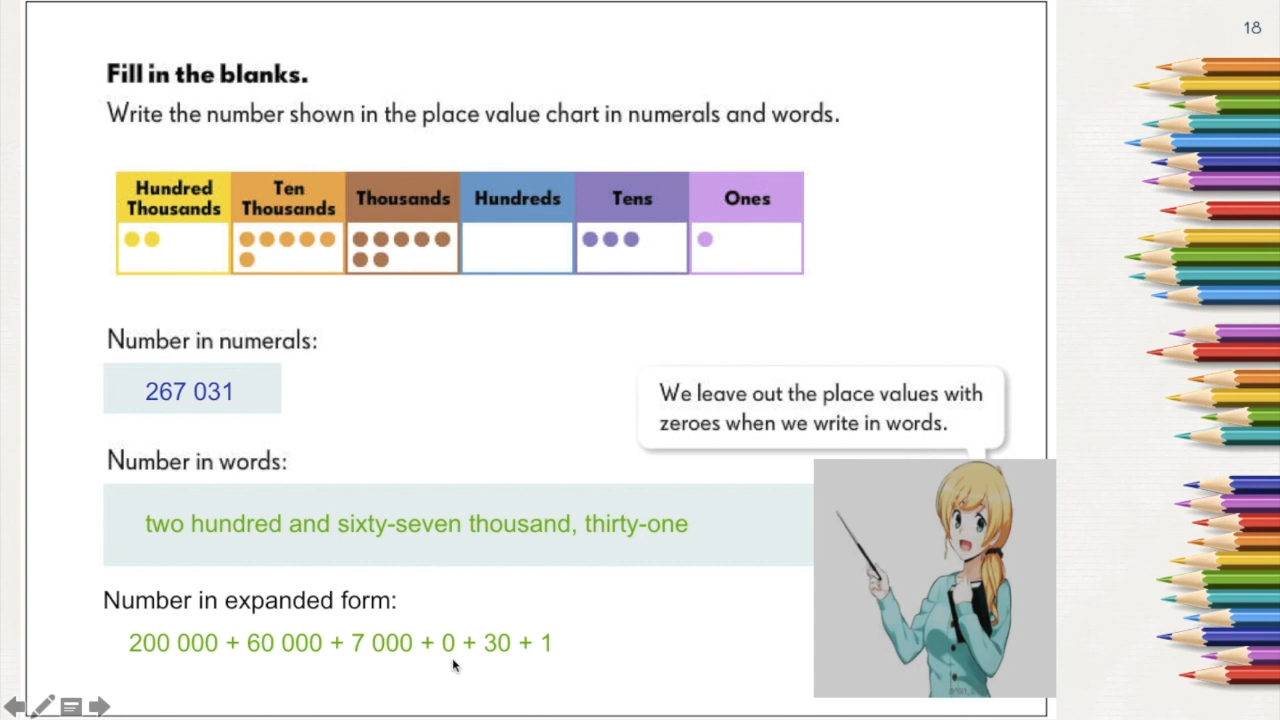 18
Fill in the blanks.
Write the number shown in the place value chart in numerals and words.
Hundred Thousands
Ten Thousands
Thousands
Hundreds
Tens
Ones
Number in numerals:
267 031
We leave out the place values with
zeroes when we write in words.
Number in words:
two hundred and sixty-seven thousand, thirty-one
Number in expanded form:
200 000 + 60 000 + 7 000 + 0 + 30 + 1